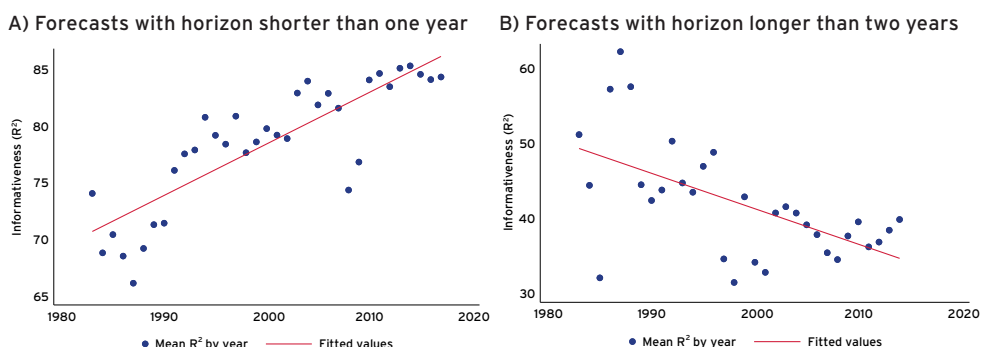 A) Forecasts with horizon shorter than one year
Informativeness (R²)
85
80
75
70
65
1980
1990
2000
2010
2020
Mean R² by year
Fitted values
B) Forecasts with horizon longer than two years
Informativeness (R²)
60
50
40
30
1980
1990
2000
2010
2020
Mean R² by year
Fitted values